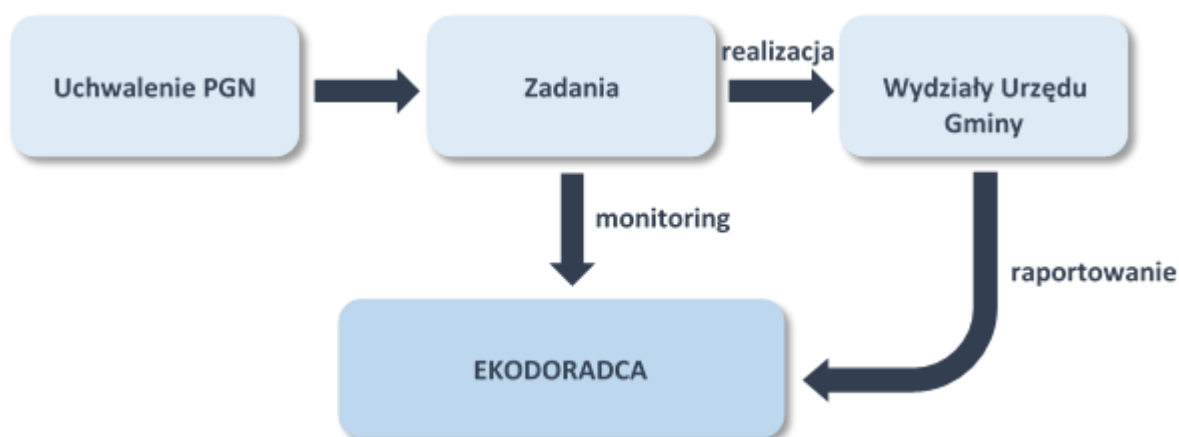 Uchwalenie PGN
Zadania
realizacja
Wydziały Urzędu
Gminy
monitoring
raportowanie
EKODORADCA